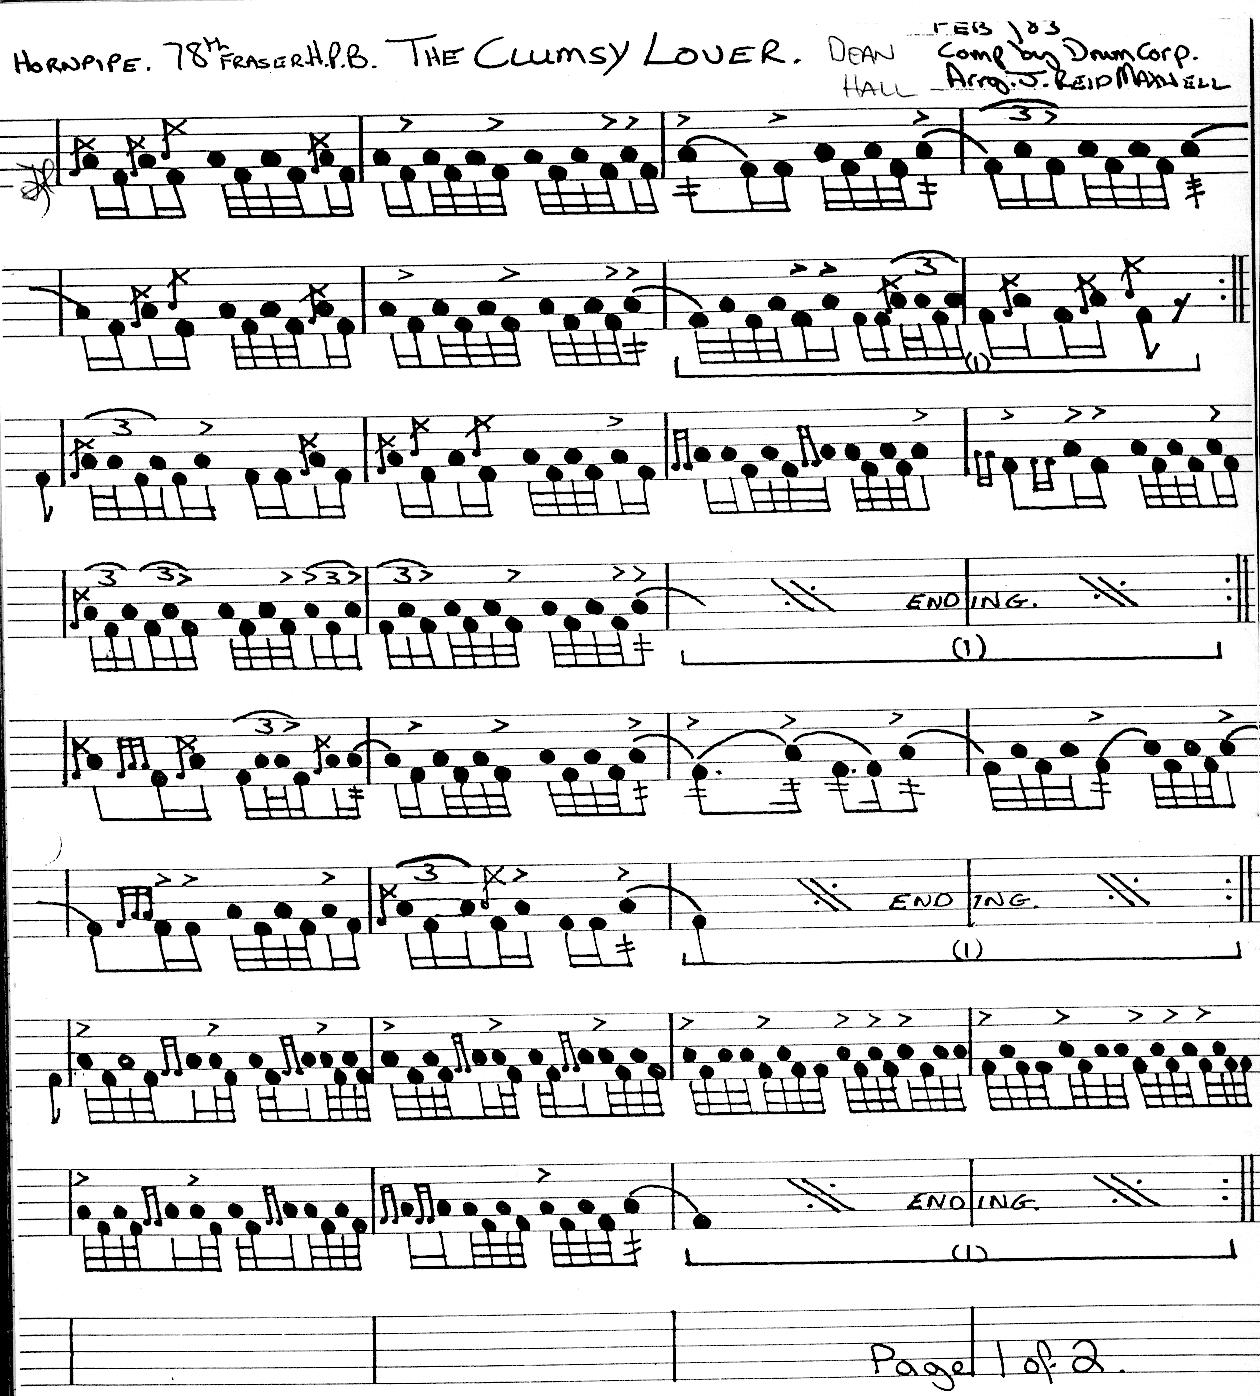 FEB '83
HORNPIPE. 78th FRASER H.P.B. THE CLUMSY LOVER. DEAN Comp by Drum Corp.
HALL Arrg. J. REID MAXWELL
3
3
(1)
3
3 3 3 3 ENDING.
(1)
3
3 ENDING.
(1)
ENDING.
(1)
Page 1 of 2.